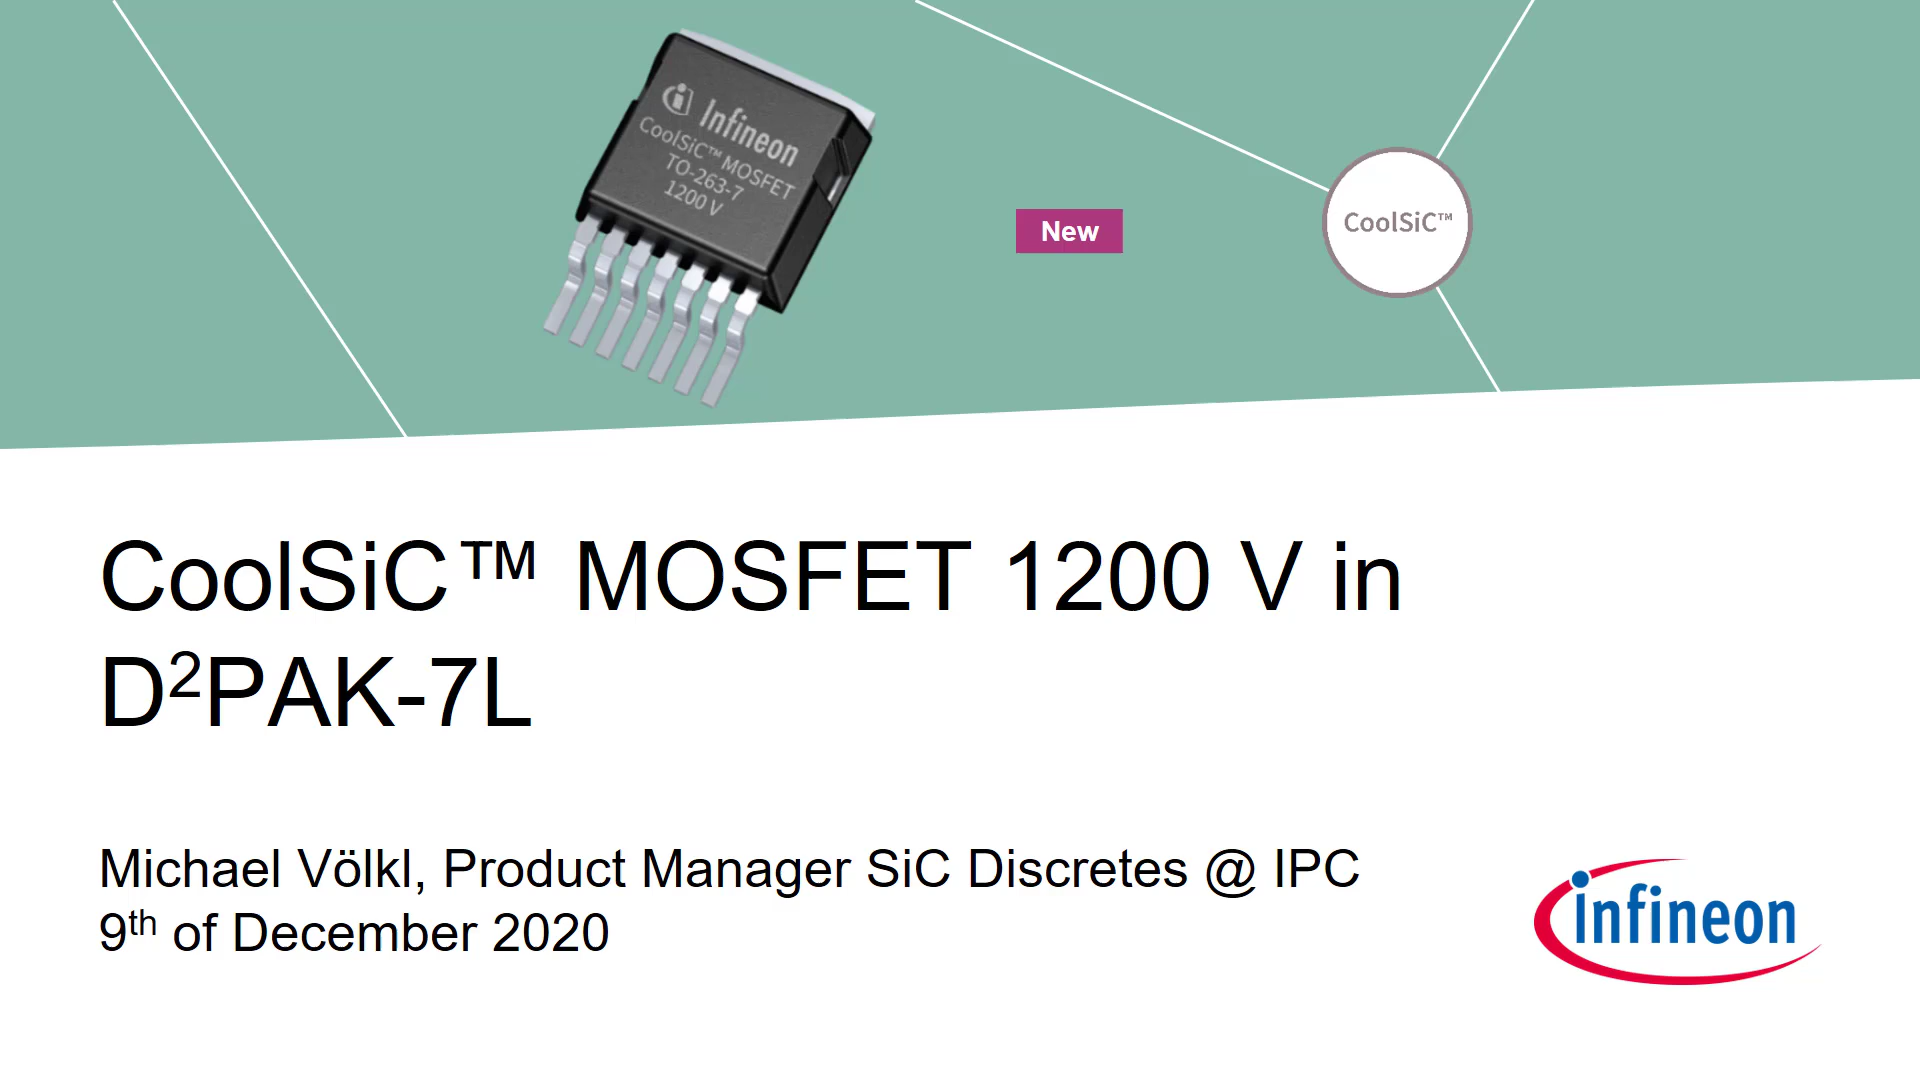 Infineon
CoolSiC™ MOSFET
TO-263-7
1200 V
New
CoolSiC™
CoolSiC™ MOSFET 1200 V in
D²PAK-7L
Michael Völkl, Product Manager SiC Discretes @ IPC
9th of December 2020
infineon